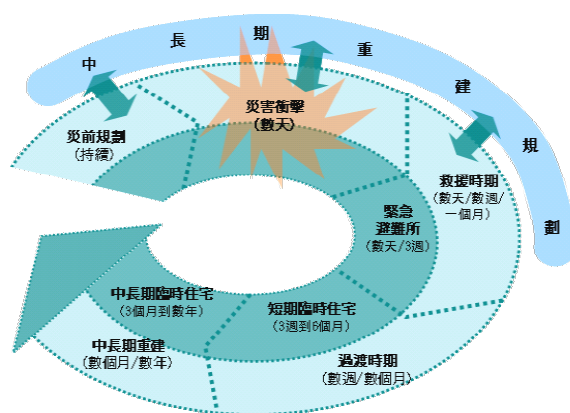 中長期重建規劃
災前規劃
(持續)
災害衝擊
(數天)
救援時期
(數天/數週/
一個月)
緊急
避難所
(數天/3週)
短期臨時住宅
(3週到6個月)
中長期臨時住宅
(3個月到數年)
過渡時期
(數週/數個月)
中長期重建
(數個月/數年)